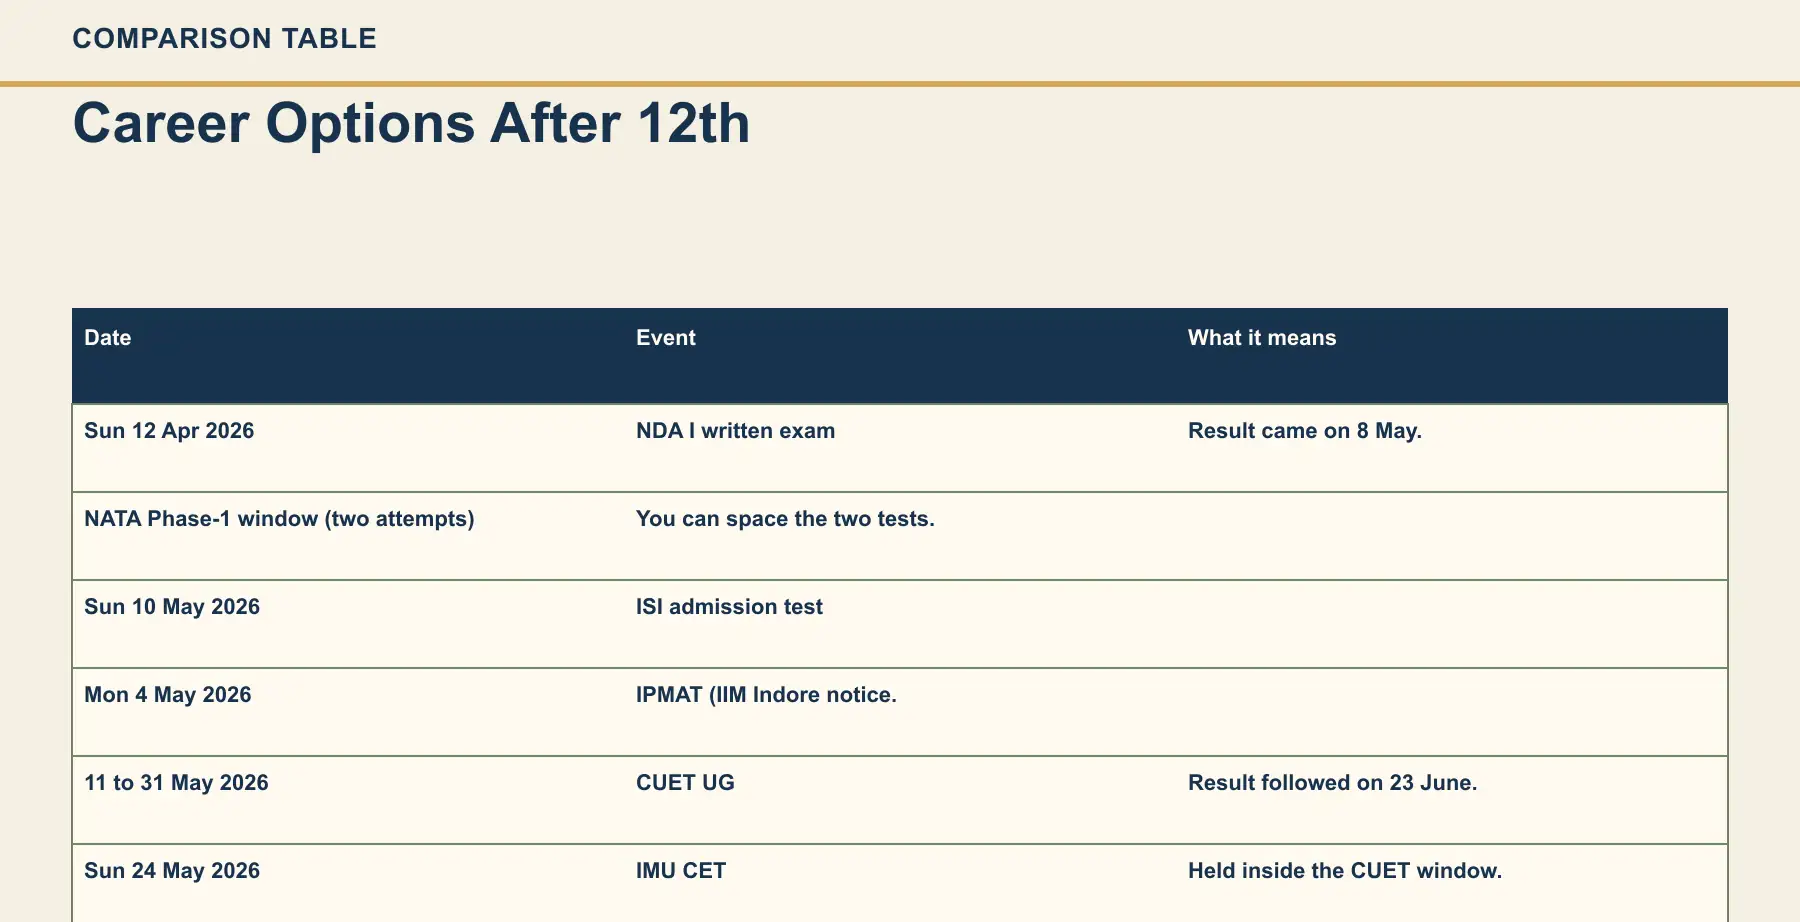 COMPARISON TABLE
Career Options After 12th
Date Event What it means
Sun 12 Apr 2026 NDA I written exam Result came on 8 May.
NATA Phase-1 window (two attempts) You can space the two tests.
Sun 10 May 2026 ISI admission test
Mon 4 May 2026 IPMAT (IIM Indore notice.
11 to 31 May 2026 CUET UG Result followed on 23 June.
Sun 24 May 2026 IMU CET Held inside the CUET window.